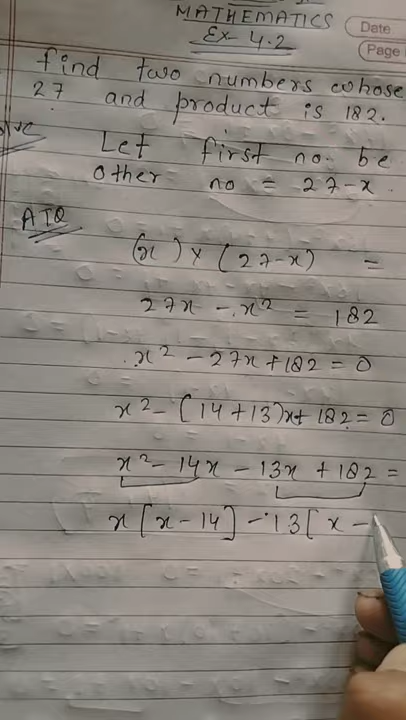 MATHEMATICS
Ex- 4.2
Date
Page
find two numbers whose
27 and product is 182.
Let first no. be
other no = 27-x
ATQ
(x) × (27-x) =
27x - x² = 182
x² - 27x + 182 = 0
x² - (14+13)x + 182 = 0
x² - 14x - 13x + 182 =
x[x-14] - 13[x -